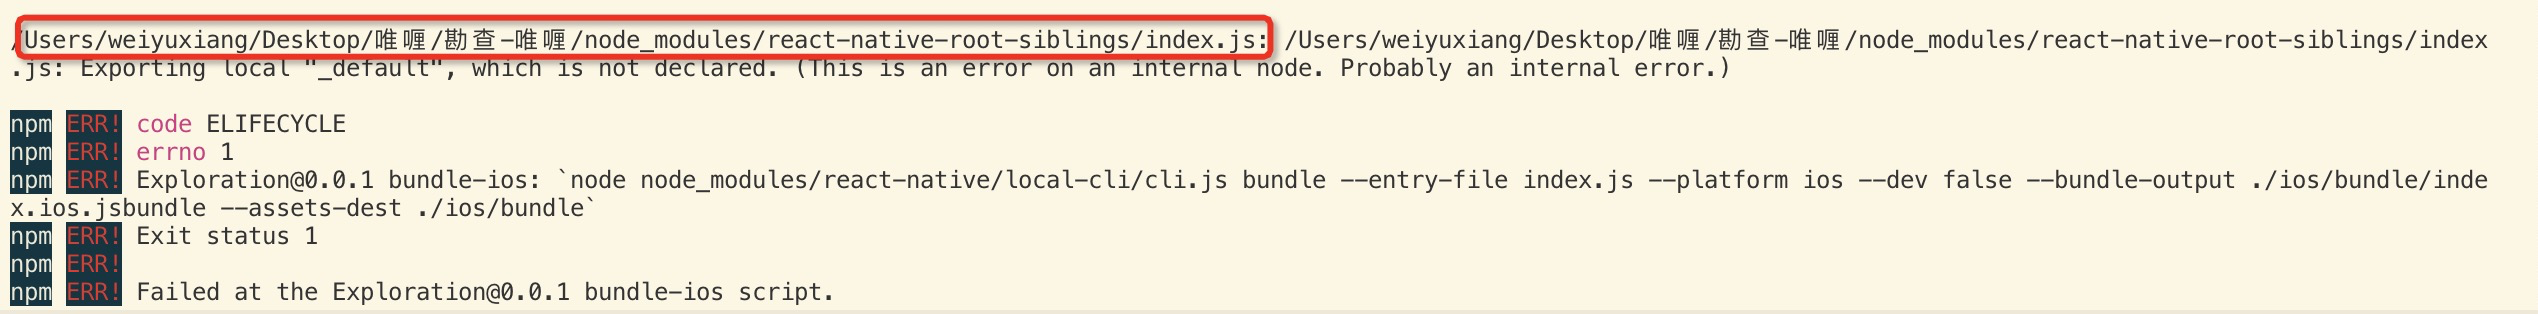 /Users/weiyuxiang/Desktop/唯喱/勘查-唯喱/node_modules/react-native-root-siblings/index.js: /Users/weiyuxiang/Desktop/唯喱/勘查-唯喱/node_modules/react-native-root-siblings/index
.js: Exporting local "_default", which is not declared. (This is an error on an internal node. Probably an internal error.)
npm ERR! code ELIFECYCLE
npm ERR! errno 1
npm ERR! Exploration@0.0.1 bundle-ios: `node node_modules/react-native/local-cli/cli.js bundle --entry-file index.js --platform ios --dev false --bundle-output ./ios/bundle/inde
x.ios.jsbundle --assets-dest ./ios/bundle`
npm ERR! Exit status 1
npm ERR!
npm ERR! Failed at the Exploration@0.0.1 bundle-ios script.